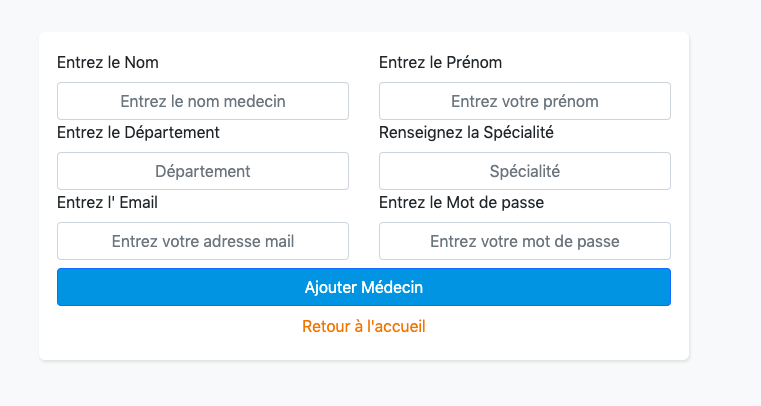 Entrez le Nom Entrez le Prénom
Entrez le nom medecin Entrez votre prénom
Entrez le Département Renseignez la Spécialité
Département Spécialité
Entrez l' Email Entrez le Mot de passe
Entrez votre adresse mail Entrez votre mot de passe
Ajouter Médecin
Retour à l'accueil